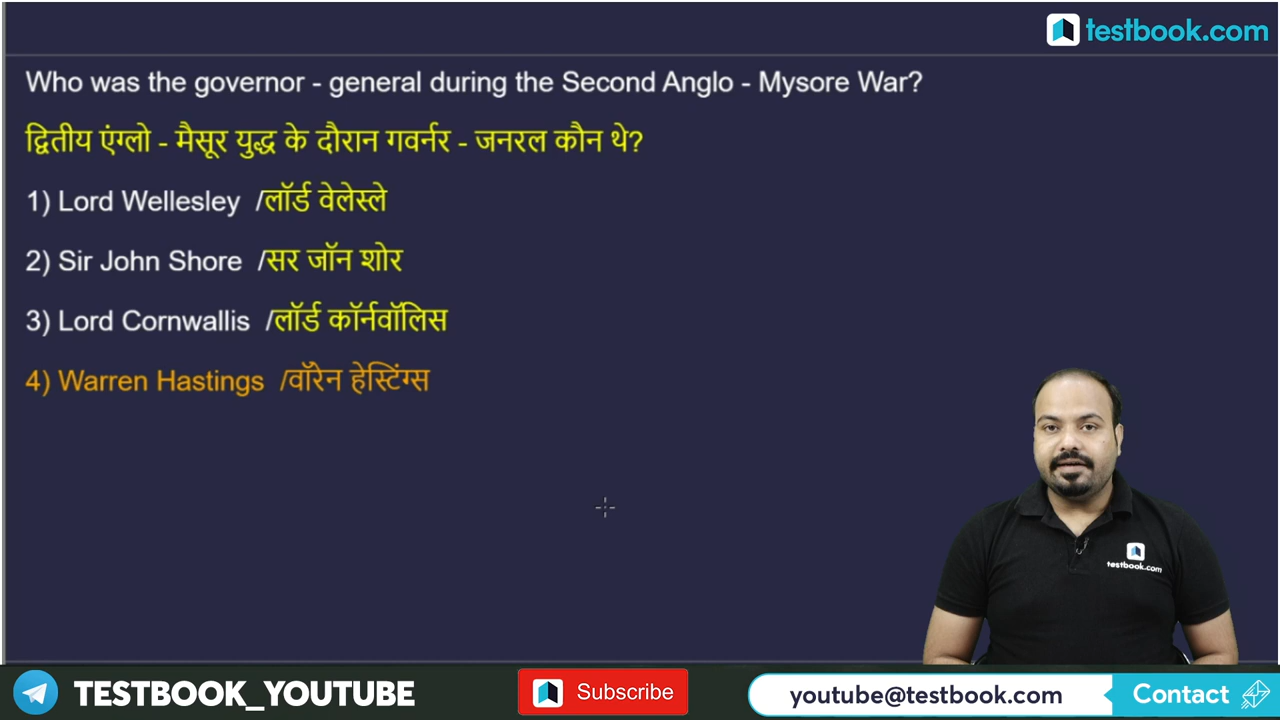 testbook.com
Who was the governor - general during the Second Anglo - Mysore War?
द्वितीय एंग्लो - मैसूर युद्ध के दौरान गवर्नर - जनरल कौन थे?
1) Lord Wellesley /लॉर्ड वेलेस्ले
2) Sir John Shore /सर जॉन शोर
3) Lord Cornwallis /लॉर्ड कॉर्नवॉलिस
4) Warren Hastings /वॉरेन हेस्टिंग्स
testbook.com
TESTBOOK_YOUTUBE
Subscribe
youtube@testbook.com
Contact